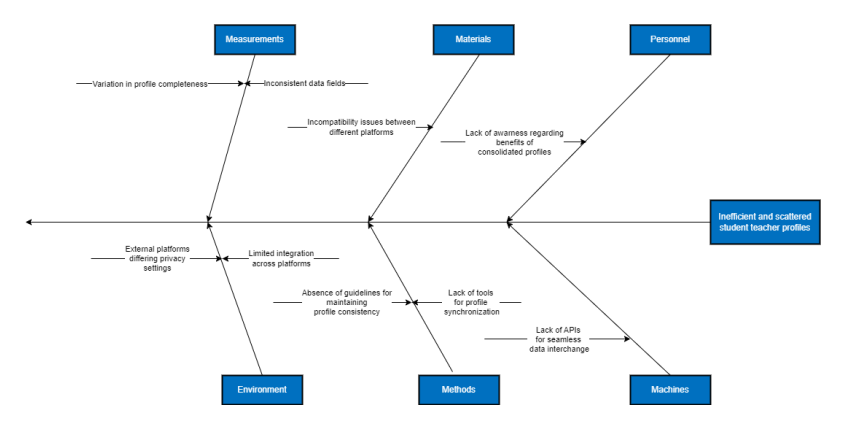 Measurements
Materials
Personnel
Variation in profile completeness
Inconsistent data fields
Incompatibility issues between
different platforms
Lack of awarness regarding
benefits of
consolidated profiles
Inefficient and scattered
student teacher profiles
External platforms
differing privacy
settings
Limited integration
across platforms
Absence of guidelines for
maintaining
profile consistency
Lack of tools
for profile
synchronization
Lack of APIs
for seamless
data interchange
Environment
Methods
Machines